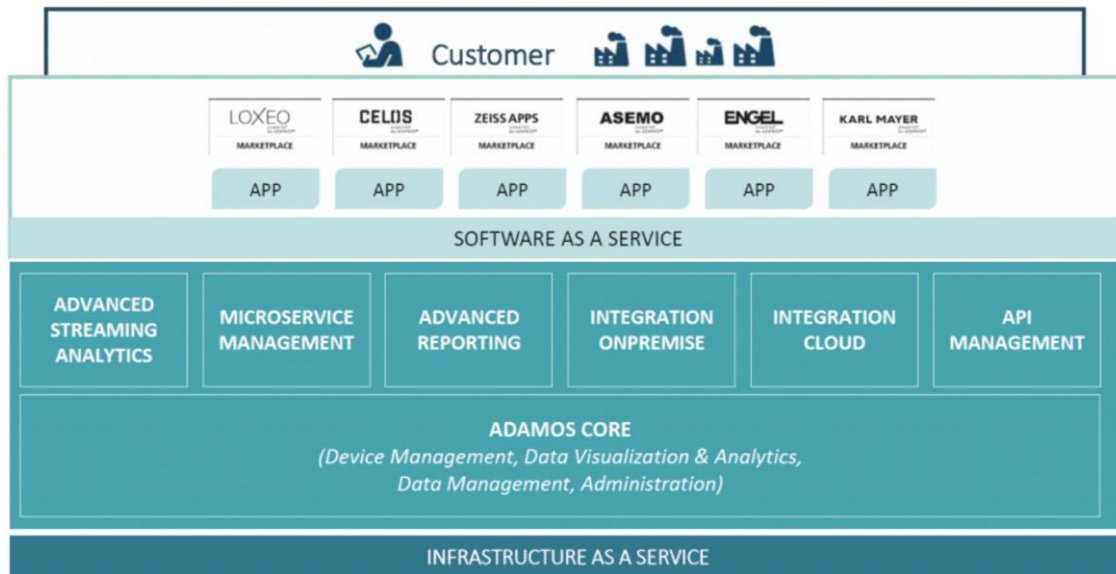 Customer
LOXEO
MARKETPLACE
CELOS
MARKETPLACE
ZEISS APPS
MARKETPLACE
ASEMO
MARKETPLACE
ENGEL
MARKETPLACE
KARL MAYER
MARKETPLACE
APP
APP
APP
APP
APP
APP
SOFTWARE AS A SERVICE
ADVANCED
STREAMING
ANALYTICS
MICROSERVICE
MANAGEMENT
ADVANCED
REPORTING
INTEGRATION
ONPREMISE
INTEGRATION
CLOUD
API
MANAGEMENT
ADAMOS CORE
(Device Management, Data Visualization & Analytics,
Data Management, Administration)
INFRASTRUCTURE AS A SERVICE